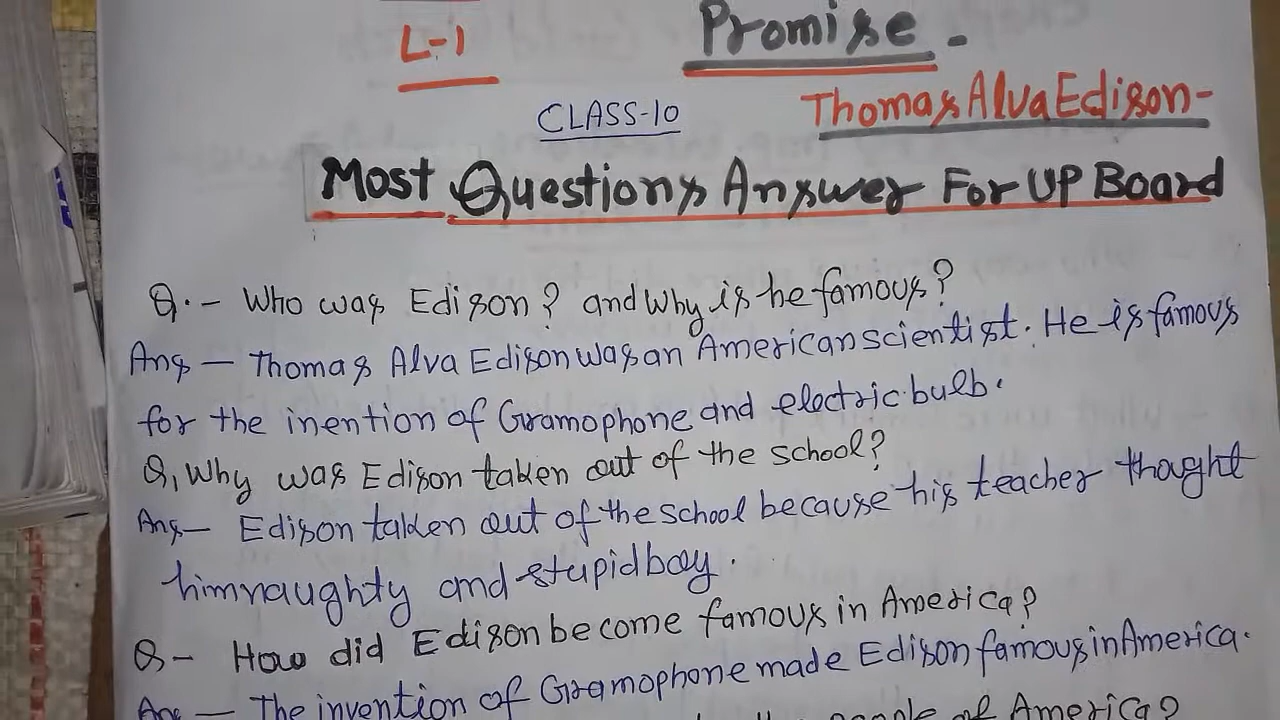 L-1
Promise -
CLASS-10
Thomas Alva Edison-
Most Questions Answer For UP Board
Q.- Who was Edison? and Why is he famous?
Ans - Thomas Alva Edison was an American scientist. He is famous
for the inention of Gramophone and electric bulb.
Q, Why was Edison taken out of the school?
Ans- Edison taken out of the school because his teacher thoaght
him naughty and stupid boy.
Q- How did Edison become famous in America?
Ans - The invention of Gramophone made Edison famous in America.
people of America?